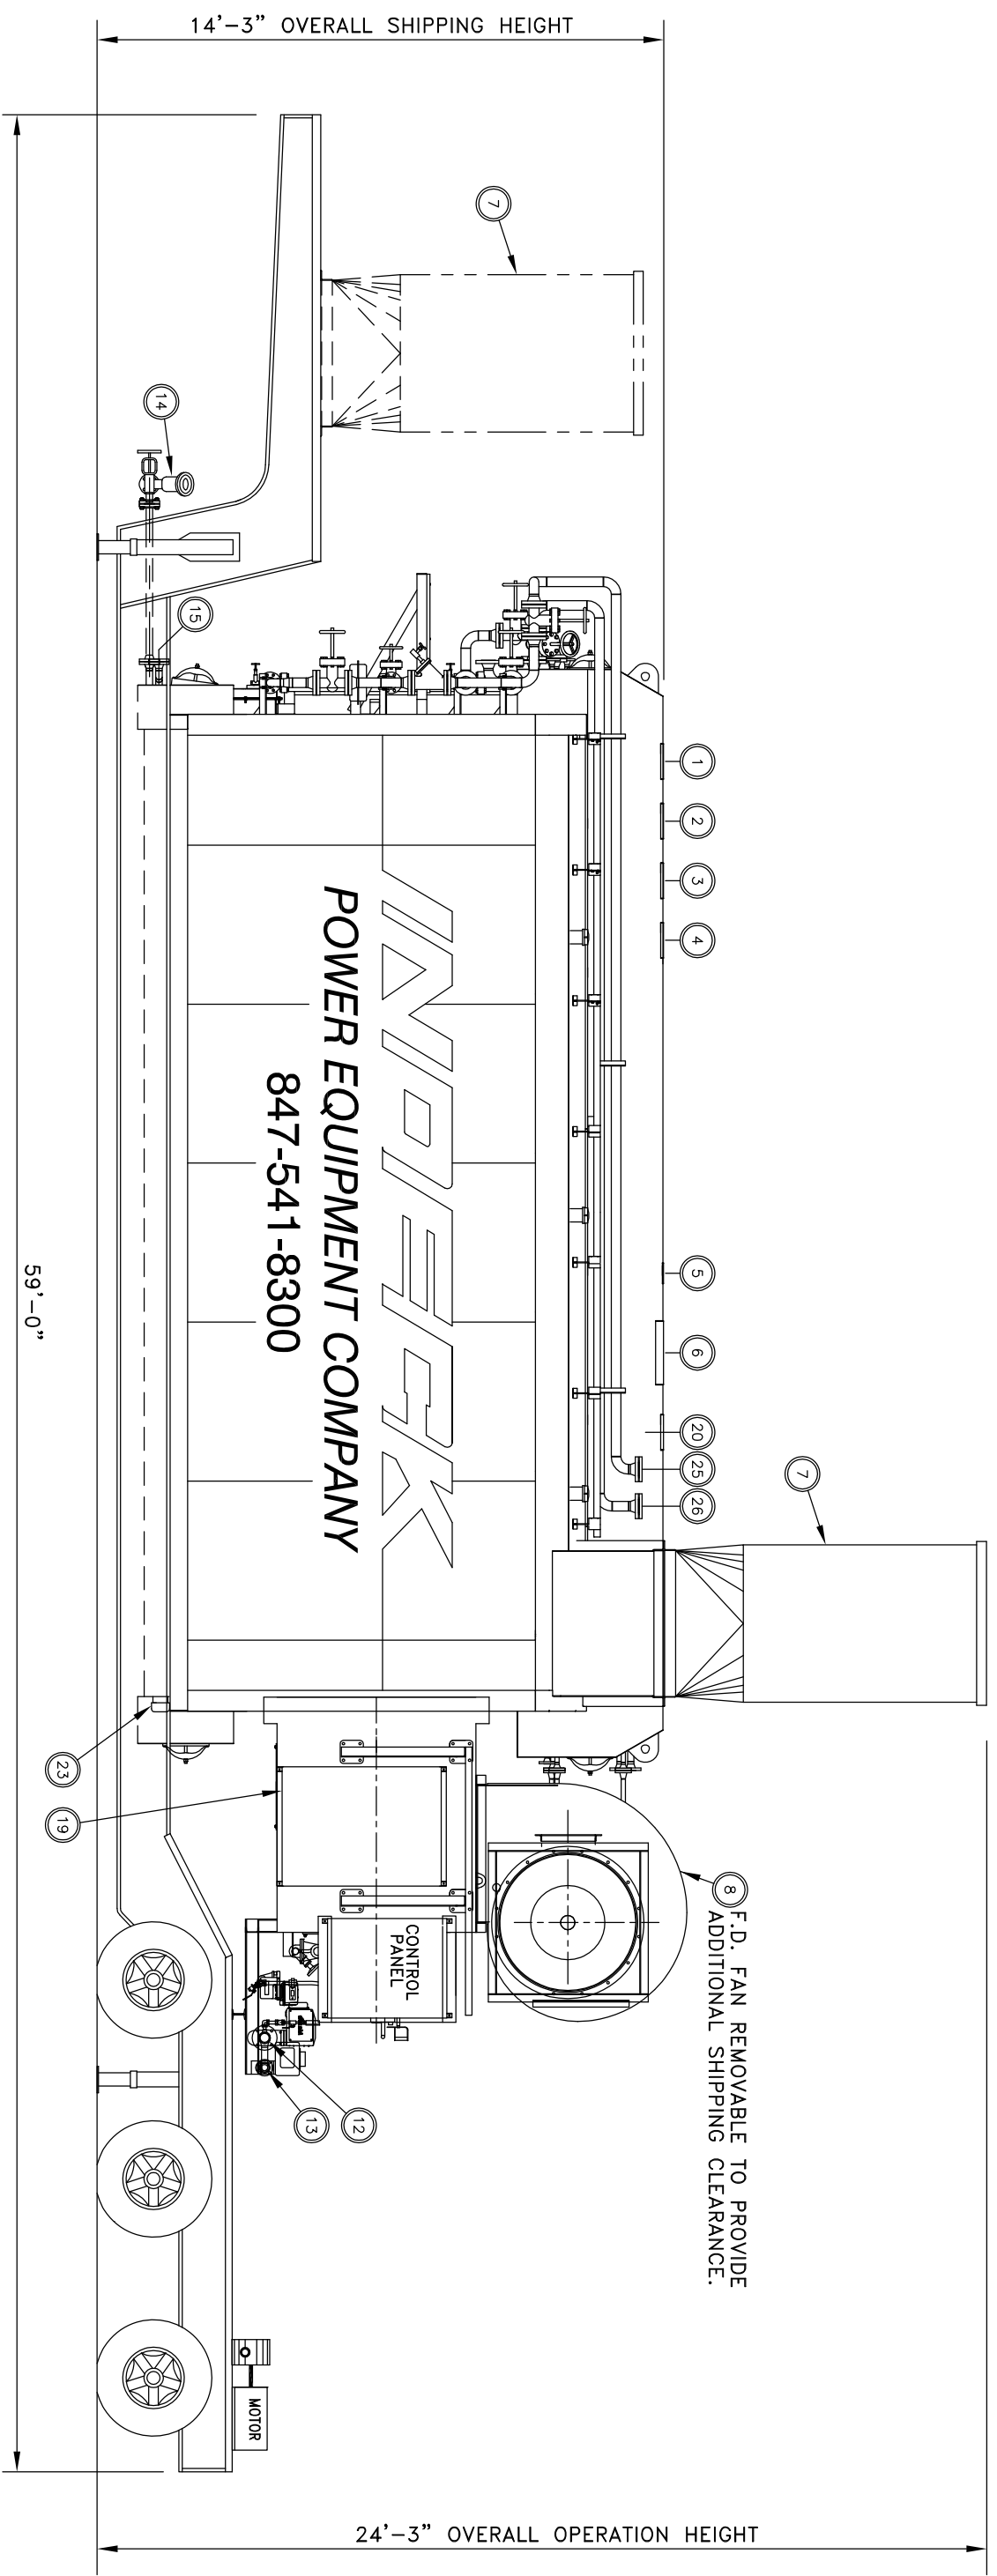 14'-3" OVERALL SHIPPING HEIGHT
7
14
15
1
2
3
4
5
6
20
25
26
7
INDECK
POWER EQUIPMENT COMPANY
847-541-8300
59'-0"
23
19
8
F.D. FAN REMOVABLE TO PROVIDE
ADDITIONAL SHIPPING CLEARANCE.
CONTROL
PANEL
12
13
MOTOR
24'-3" OVERALL OPERATION HEIGHT